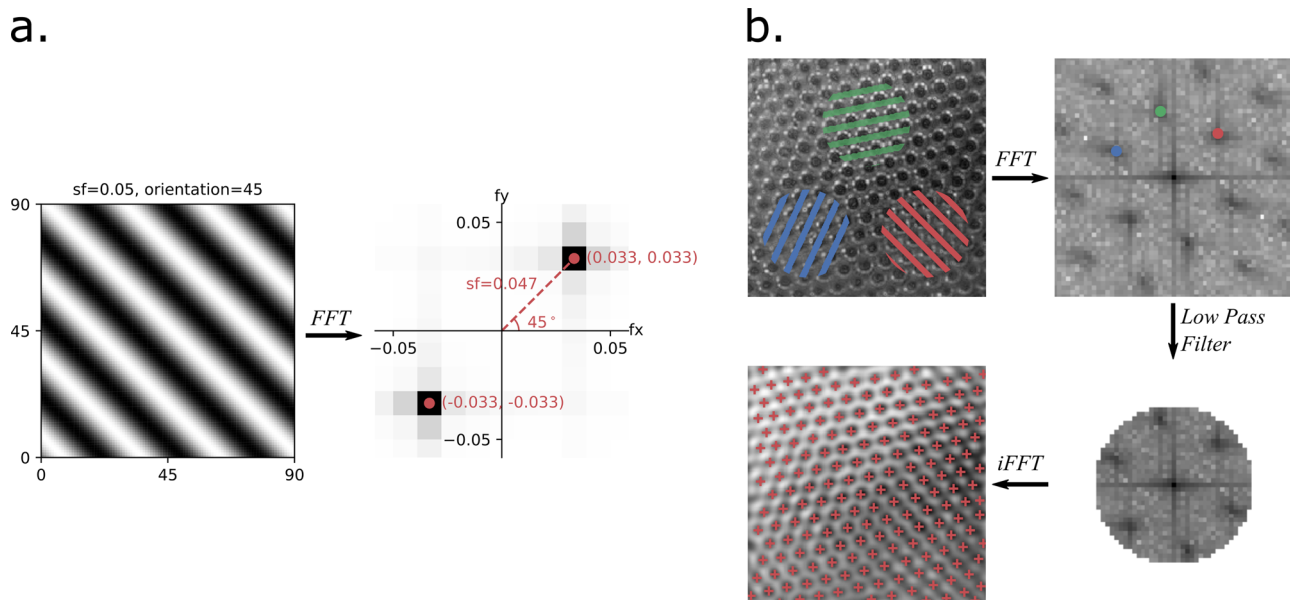 a.
b.
sf=0.05, orientation=45
90
45
0
0
45
90
FFT
fy
0.05
(0.033, 0.033)
sf=0.047
45°
fx
−0.05
0.05
(-0.033, -0.033)
−0.05
FFT
Low Pass
Filter
iFFT